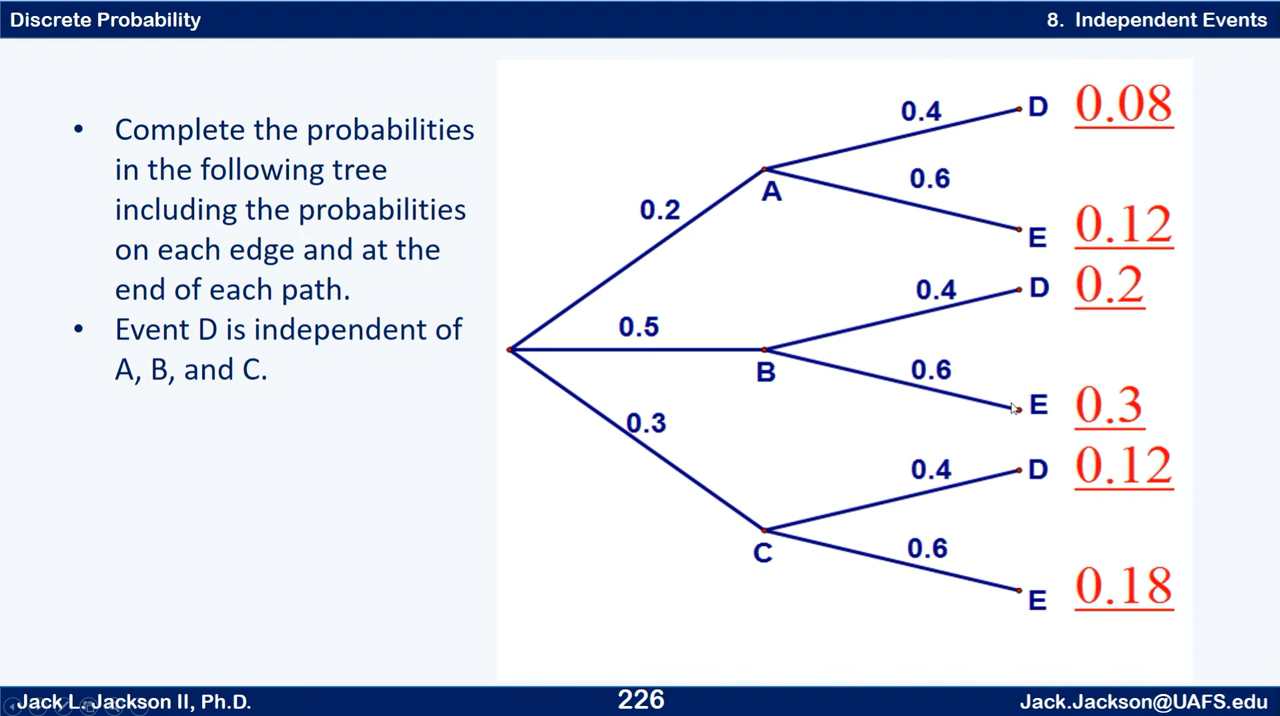 Discrete Probability
8. Independent Events
• Complete the probabilities
in the following tree
including the probabilities
on each edge and at the
end of each path.
• Event D is independent of
A, B, and C.
0.4
D
0.08
0.6
A
0.2
E
0.12
0.4
D
0.2
0.5
B
0.6
E
0.3
0.3
0.4
D
0.12
C
0.6
E
0.18
Jack L. Jackson II, Ph.D.
226
Jack.Jackson@UAFS.edu